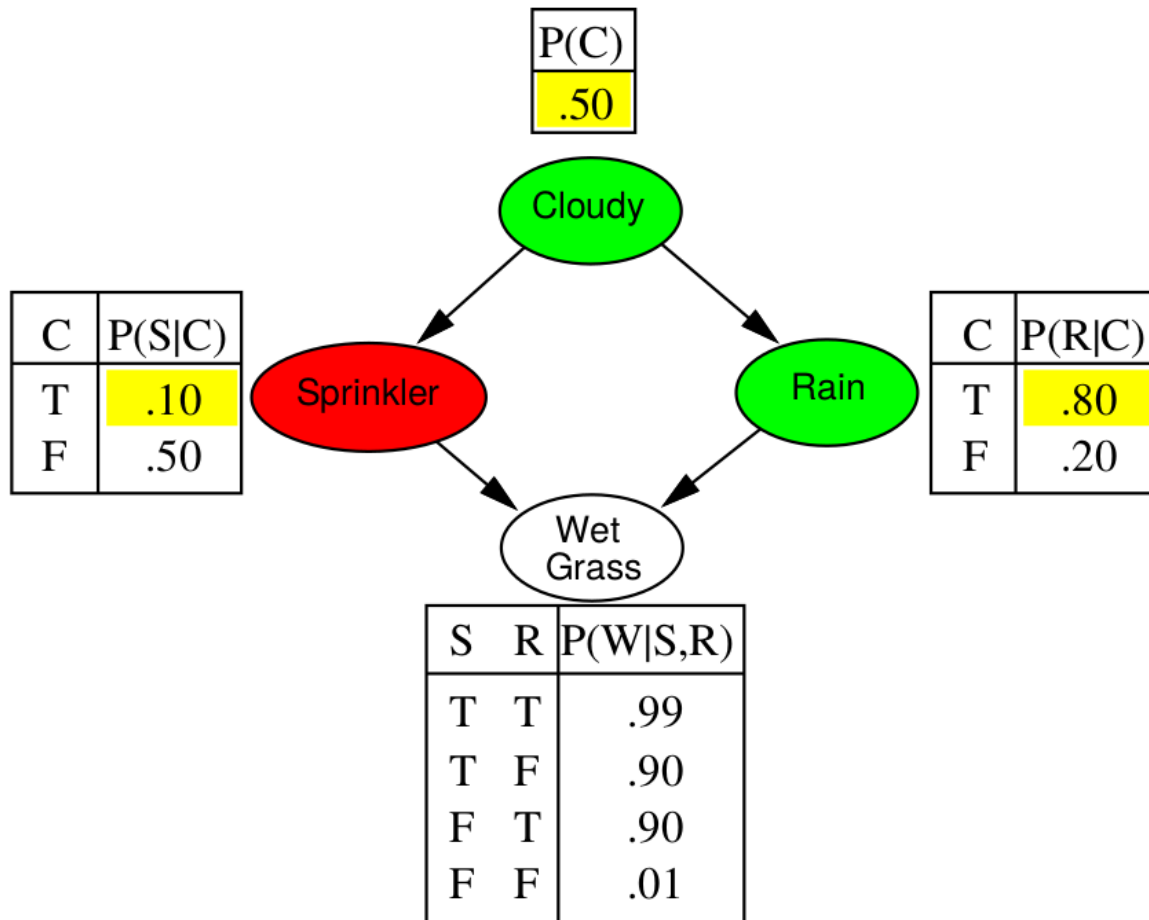 P(C)
.50
Cloudy
C P(S|C)
T .10
F .50
Sprinkler
Rain
C P(R|C)
T .80
F .20
Wet
Grass
S R P(W|S,R)
T T .99
T F .90
F T .90
F F .01